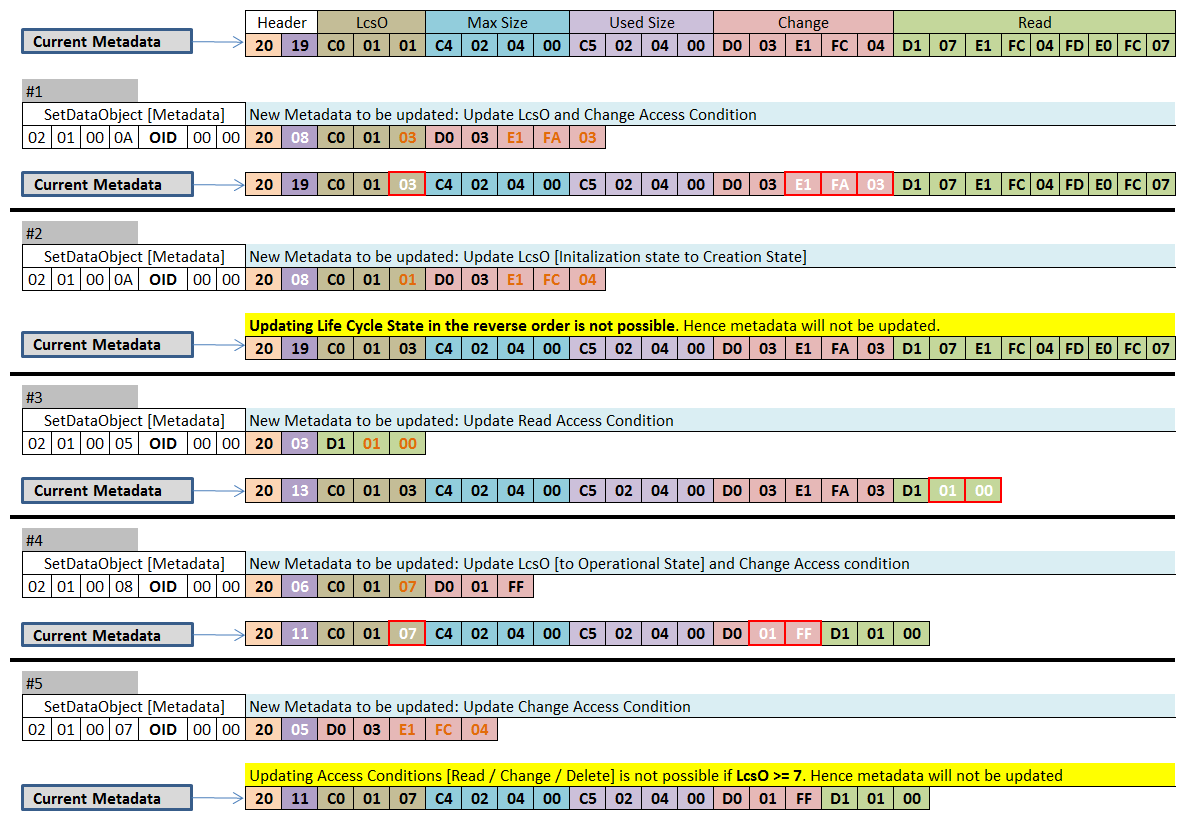 Header LcsO Max Size Used Size Change Read
Current Metadata 20 19 C0 01 01 C4 02 04 00 C5 02 04 00 D0 03 E1 FC 04 D1 07 E1 FC 04 FD E0 FC 07
#1
SetDataObject [Metadata] New Metadata to be updated: Update LcsO and Change Access Condition
02 01 00 0A OID 00 00 20 08 C0 01 03 D0 03 E1 FA 03
Current Metadata 20 19 C0 01 03 C4 02 04 00 C5 02 04 00 D0 03 E1 FA 03 D1 07 E1 FC 04 FD E0 FC 07
#2
SetDataObject [Metadata] New Metadata to be updated: Update LcsO [Initalization state to Creation State]
02 01 00 0A OID 00 00 20 08 C0 01 01 D0 03 E1 FC 04
Updating Life Cycle State in the reverse order is not possible. Hence metadata will not be updated.
Current Metadata 20 19 C0 01 03 C4 02 04 00 C5 02 04 00 D0 03 E1 FA 03 D1 07 E1 FC 04 FD E0 FC 07
#3
SetDataObject [Metadata] New Metadata to be updated: Update Read Access Condition
02 01 00 05 OID 00 00 20 03 D1 01 00
Current Metadata 20 13 C0 01 03 C4 02 04 00 C5 02 04 00 D0 03 E1 FA 03 D1 01 00
#4
SetDataObject [Metadata] New Metadata to be updated: Update LcsO [to Operational State] and Change Access condition
02 01 00 08 OID 00 00 20 06 C0 01 07 D0 01 FF
Current Metadata 20 11 C0 01 07 C4 02 04 00 C5 02 04 00 D0 01 FF D1 01 00
#5
SetDataObject [Metadata] New Metadata to be updated: Update Change Access Condition
02 01 00 07 OID 00 00 20 05 D0 03 E1 FC 04
Updating Access Conditions [Read / Change / Delete] is not possible if LcsO >= 7. Hence metadata will not be updated
Current Metadata 20 11 C0 01 07 C4 02 04 00 C5 02 04 00 D0 01 FF D1 01 00